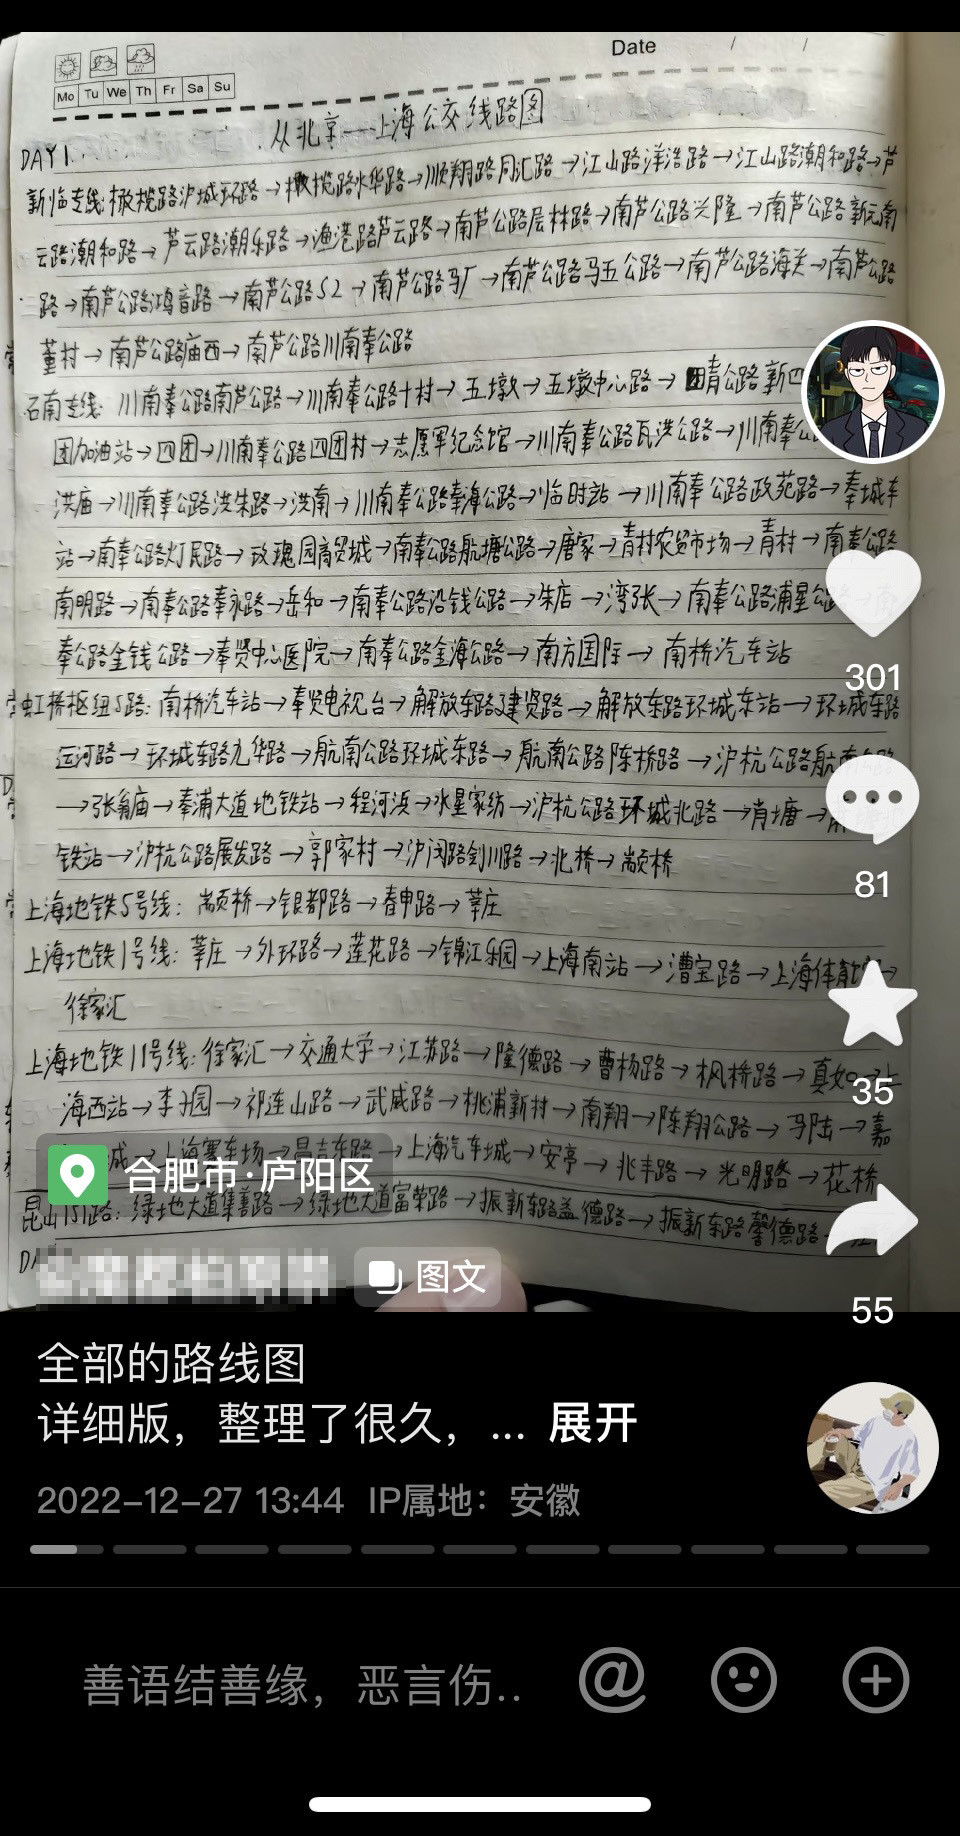 Date / /
Mo Tu We Th Fr Sa Su
从北京—上海公交线路图
DAY1.
新临专线:橄榄路沪城环路→橄榄路水华路→顺翔路同汇路→江山路洋浩路→江山路潮和路→芦
云路潮和路→芦云路潮乐路→渔港路芦云路→南芦公路层林路→南芦公路兴隆→南芦公路新元南
路→南芦公路鸿音路→南芦公路S2→南芦公路马厂→南芦公路马五公路→南芦公路海关→南芦公路
董村→南芦公路庙西→南芦公路川南奉公路
石南专线:川南奉公路南芦公路→川南奉公路十村→五墩→五墩中心路→青公路新四
团加油站→四团→川南奉公路四团村→志愿军纪念馆→川南奉公路瓦洪公路→川南奉公
洪庙→川南奉公路洪朱路→洪南→川南奉公路奉海公路→临时站→川南奉公路政苑路→奉城车
站→南奉公路灯民路→玫瑰园商贸城→南奉公路航塘公路→唐家→青村农贸市场→青村→南奉公路
南明路→南奉公路奉永路→岳和→南奉公路沿钱公路→朱店→湾张→南奉公路浦星公
奉公路金钱公路→奉贤中心医院→南奉公路金海公路→南方国际→南桥汽车站
虹桥枢纽5路:南桥汽车站→奉贤电视台→解放东路建贤路→解放东路环城东站→环城东路
运河路→环城东路九华路→航南公路环城东路→航南公路陈桥路→沪杭公路航南公路
→张翁庙→奉浦大道地铁站→程河浜→水星家纺→沪杭公路环城北路→肖塘→
铁站→沪杭公路展发路→郭家村→沪闵路剑川路→北桥→颛桥
上海地铁5号线:颛桥→银都路→春申路→莘庄
上海地铁1号线:莘庄→外环路→莲花路→锦江乐园→上海南站→漕宝路→上海体育馆→
徐家汇
上海地铁11号线:徐家汇→交通大学→江苏路→隆德路→曹杨路→枫桥路→真如→上
海西站→李子园→祁连山路→武威路→桃浦新村→南翔→陈翔公路→马陆→嘉
城→上海赛车场→昌吉东路→上海汽车城→安亭→兆丰路→光明路→花桥
昆山151路:绿地大道集善路→绿地大道富荣路→振新东路益德路→振新东路馨德路
301
81
35
55
合肥市·庐阳区
图文
全部的路线图
详细版，整理了很久，... 展开
2022-12-27 13:44 IP属地：安徽
善语结善缘，恶言伤..